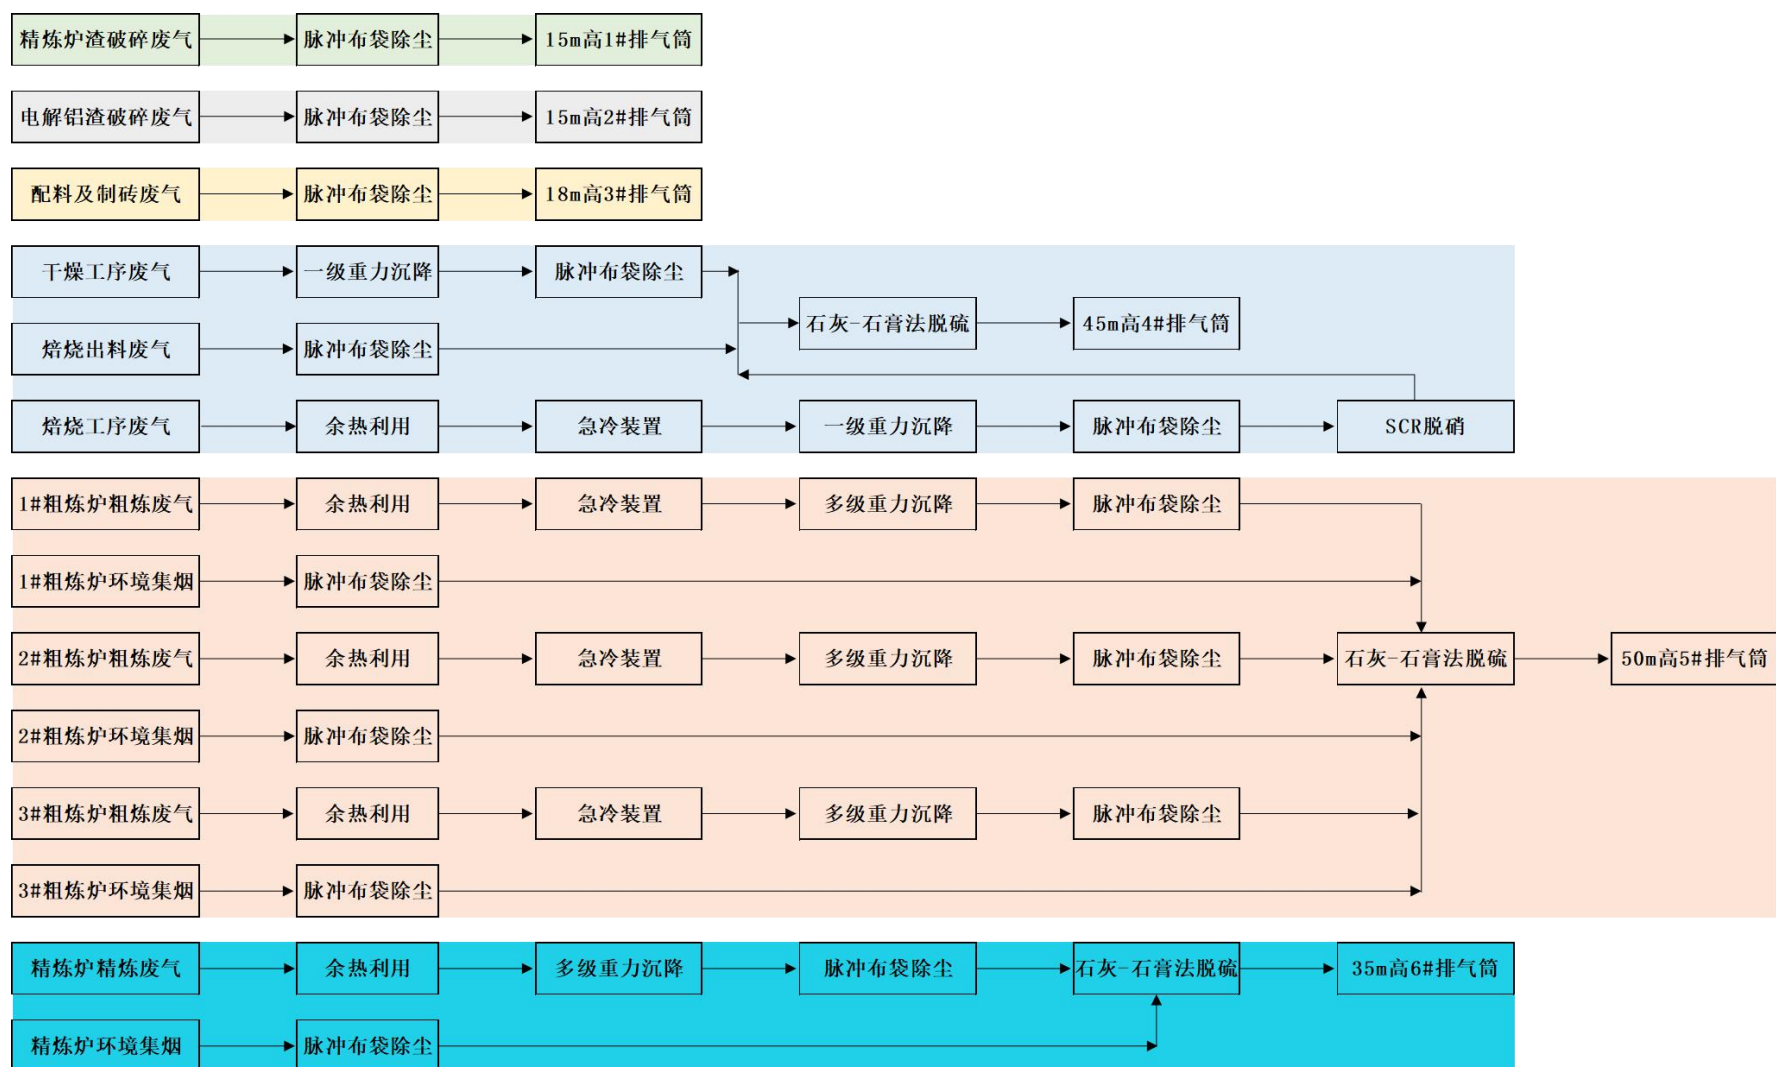 精炼炉渣破碎废气 脉冲布袋除尘 15m高1#排气筒
电解铝渣破碎废气 脉冲布袋除尘 15m高2#排气筒
配料及制砖废气 脉冲布袋除尘 18m高3#排气筒
干燥工序废气 一级重力沉降 脉冲布袋除尘
石灰-石膏法脱硫 45m高4#排气筒
焙烧出料废气 脉冲布袋除尘
焙烧工序废气 余热利用 急冷装置 一级重力沉降 脉冲布袋除尘 SCR脱硝
1#粗炼炉粗炼废气 余热利用 急冷装置 多级重力沉降 脉冲布袋除尘
1#粗炼炉环境集烟 脉冲布袋除尘
2#粗炼炉粗炼废气 余热利用 急冷装置 多级重力沉降 脉冲布袋除尘 石灰-石膏法脱硫 50m高5#排气筒
2#粗炼炉环境集烟 脉冲布袋除尘
3#粗炼炉粗炼废气 余热利用 急冷装置 多级重力沉降 脉冲布袋除尘
3#粗炼炉环境集烟 脉冲布袋除尘
精炼炉精炼废气 余热利用 多级重力沉降 脉冲布袋除尘 石灰-石膏法脱硫 35m高6#排气筒
精炼炉环境集烟 脉冲布袋除尘